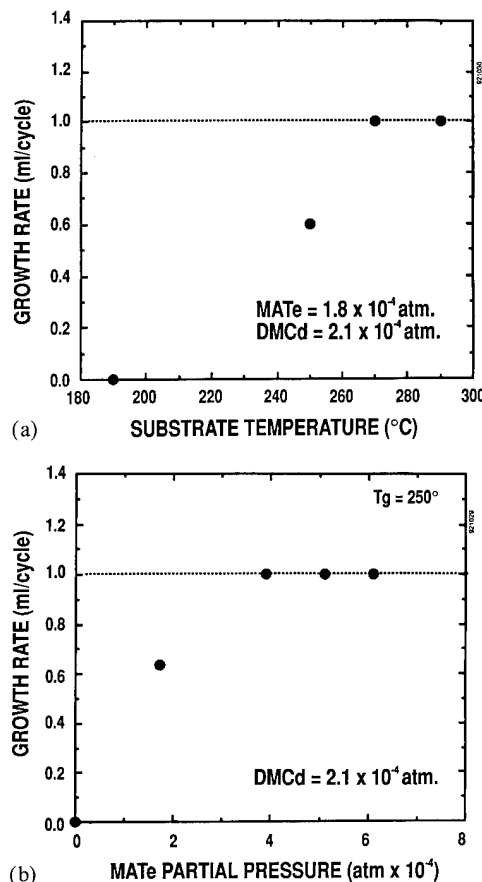 1.4
1.2
1.0
0.8
0.6
0.4
0.2
0.0
GROWTH RATE (ml/cycle)
921030
MATe = 1.8 x 10⁻⁴ atm.
DMCd = 2.1 x 10⁻⁴ atm.
180 200 220 240 260 280 300
(a) SUBSTRATE TEMPERATURE (°C)
1.4
1.2
1.0
0.8
0.6
0.4
0.2
0.0
GROWTH RATE (ml/cycle)
Tg = 250°
921029
DMCd = 2.1 x 10⁻⁴ atm.
0 2 4 6 8
(b) MATe PARTIAL PRESSURE (atm x 10⁻⁴)